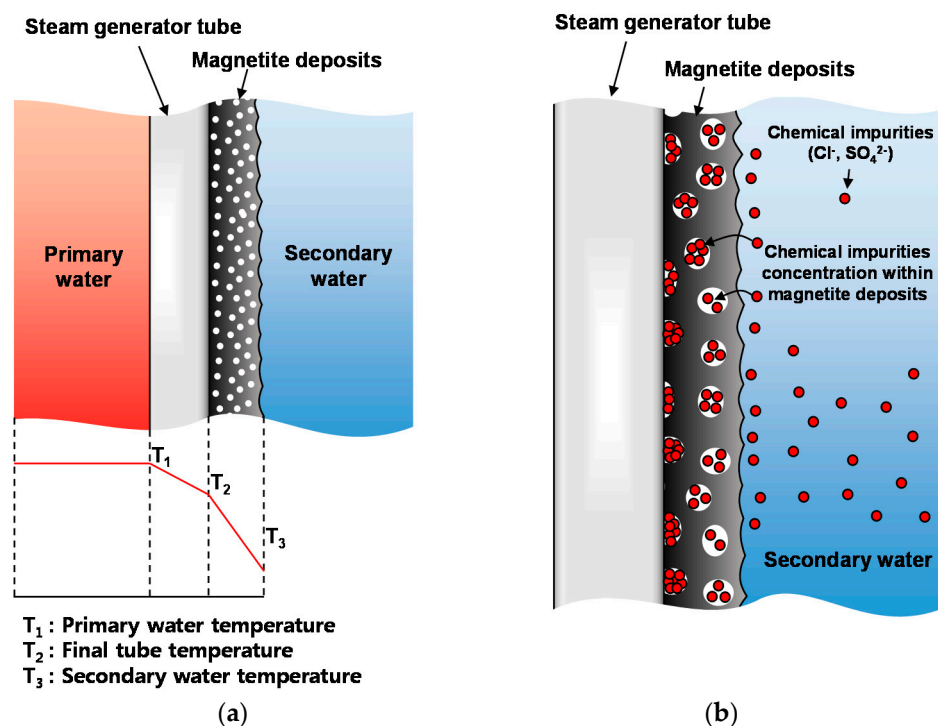 Steam generator tube
Magnetite deposits
Primary
water
Secondary
water
T₁
T₂
T₃
T₁ : Primary water temperature
T₂ : Final tube temperature
T₃ : Secondary water temperature
(a)
Steam generator tube
Magnetite deposits
Chemical impurities
(Cl⁻, SO₄²⁻)
Chemical impurities
concentration within
magnetite deposits
Secondary water
(b)